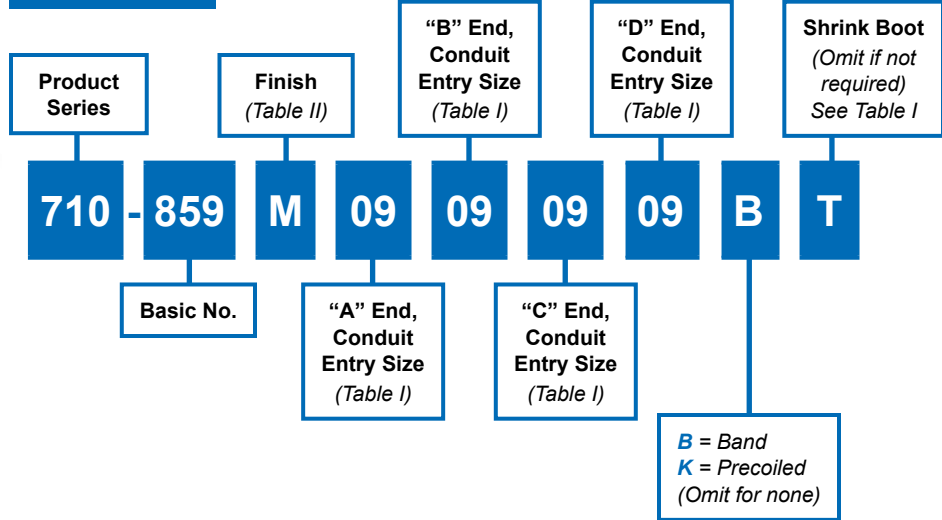 Product
Series
Finish
(Table II)
“B” End,
Conduit
Entry Size
(Table I)
“D” End,
Conduit
Entry Size
(Table I)
Shrink Boot
(Omit if not
required)
See Table I
710 - 859 M 09 09 09 09 B T
Basic No.
“A” End,
Conduit
Entry Size
(Table I)
“C” End,
Conduit
Entry Size
(Table I)
B = Band
K = Precoiled
(Omit for none)